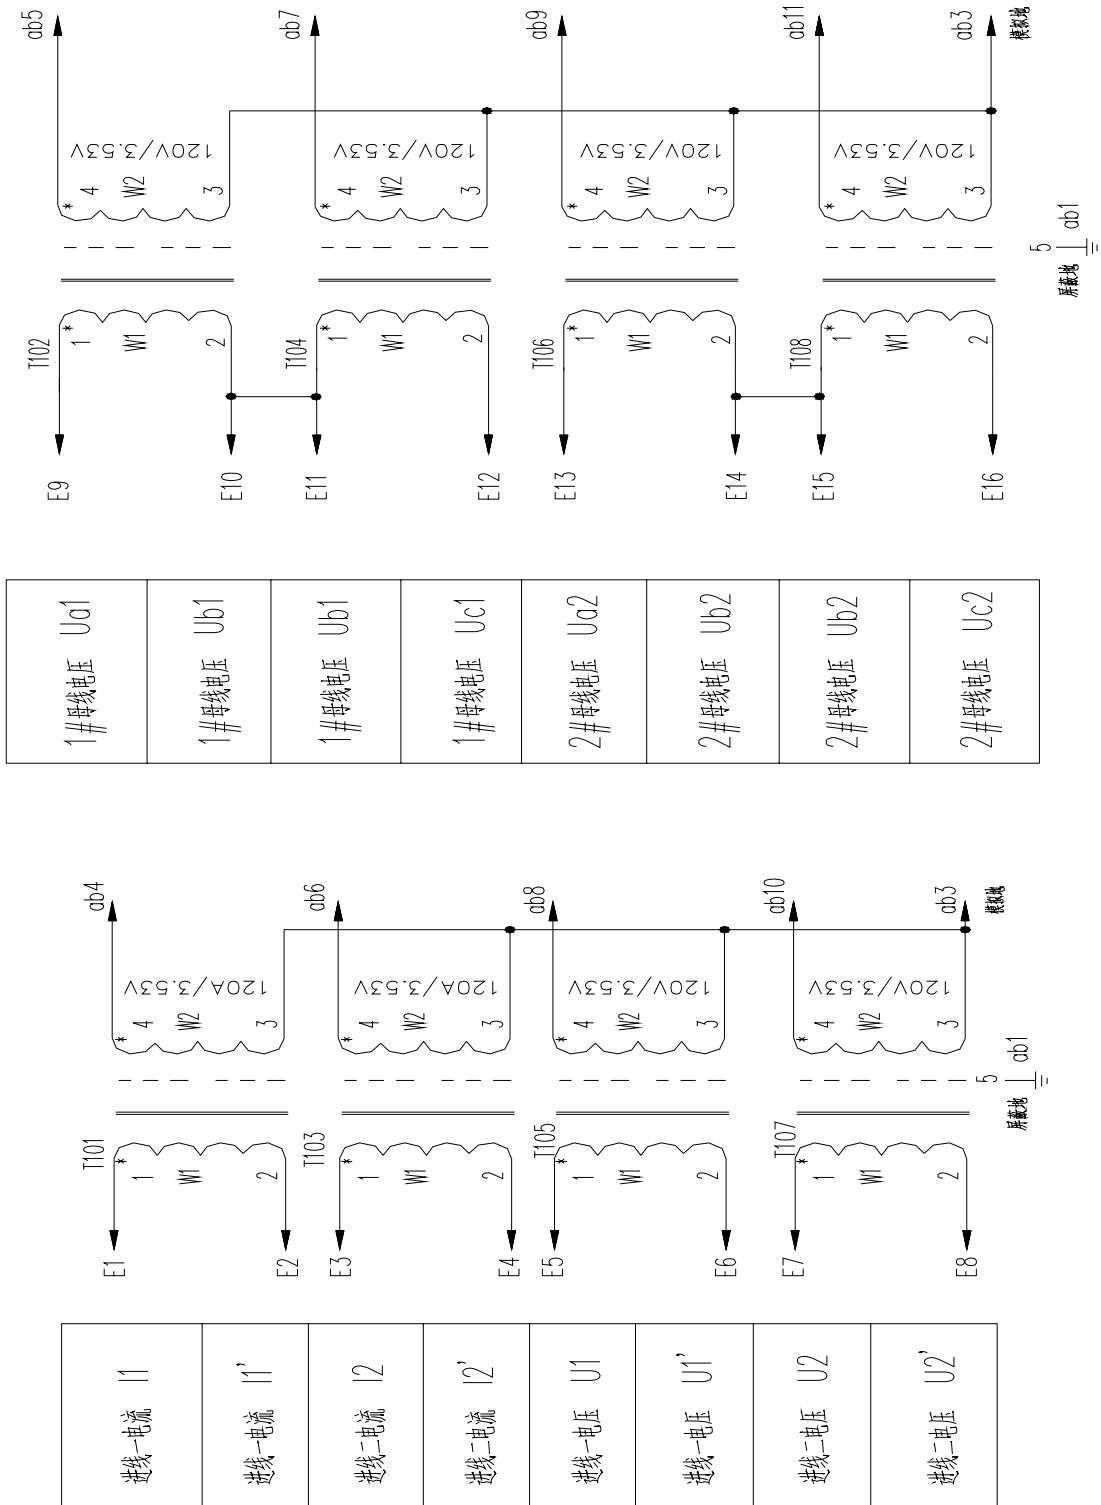 进线一电流 I1
进线一电流 I1'
进线二电流 I2
进线二电流 I2'
进线一电压 U1
进线一电压 U1'
进线二电压 U2
进线二电压 U2'
E1
E2
E3
E4
E5
E6
E7
E8
T101
1 * W1 2
T103
1 * W1 2
T105
1 * W1 2
T107
1 * W1 2
屏蔽地 5 ab1
* 4 W2 3
120A/3.53V
* 4 W2 3
120A/3.53V
* 4 W2 3
120V/3.53V
* 4 W2 3
120V/3.53V
ab4
ab6
ab8
ab10
ab3
模拟地
1#母线电压 Ua1
1#母线电压 Ub1
1#母线电压 Ub1
1#母线电压 Uc1
2#母线电压 Ua2
2#母线电压 Ub2
2#母线电压 Ub2
2#母线电压 Uc2
E9
E10
E11
E12
E13
E14
E15
E16
T102
1 * W1 2
T104
1 * W1 2
T106
1 * W1 2
T108
1 * W1 2
屏蔽地 5 ab1
* 4 W2 3
120V/3.53V
* 4 W2 3
120V/3.53V
* 4 W2 3
120V/3.53V
* 4 W2 3
120V/3.53V
ab5
ab7
ab9
ab11
ab3
模拟地